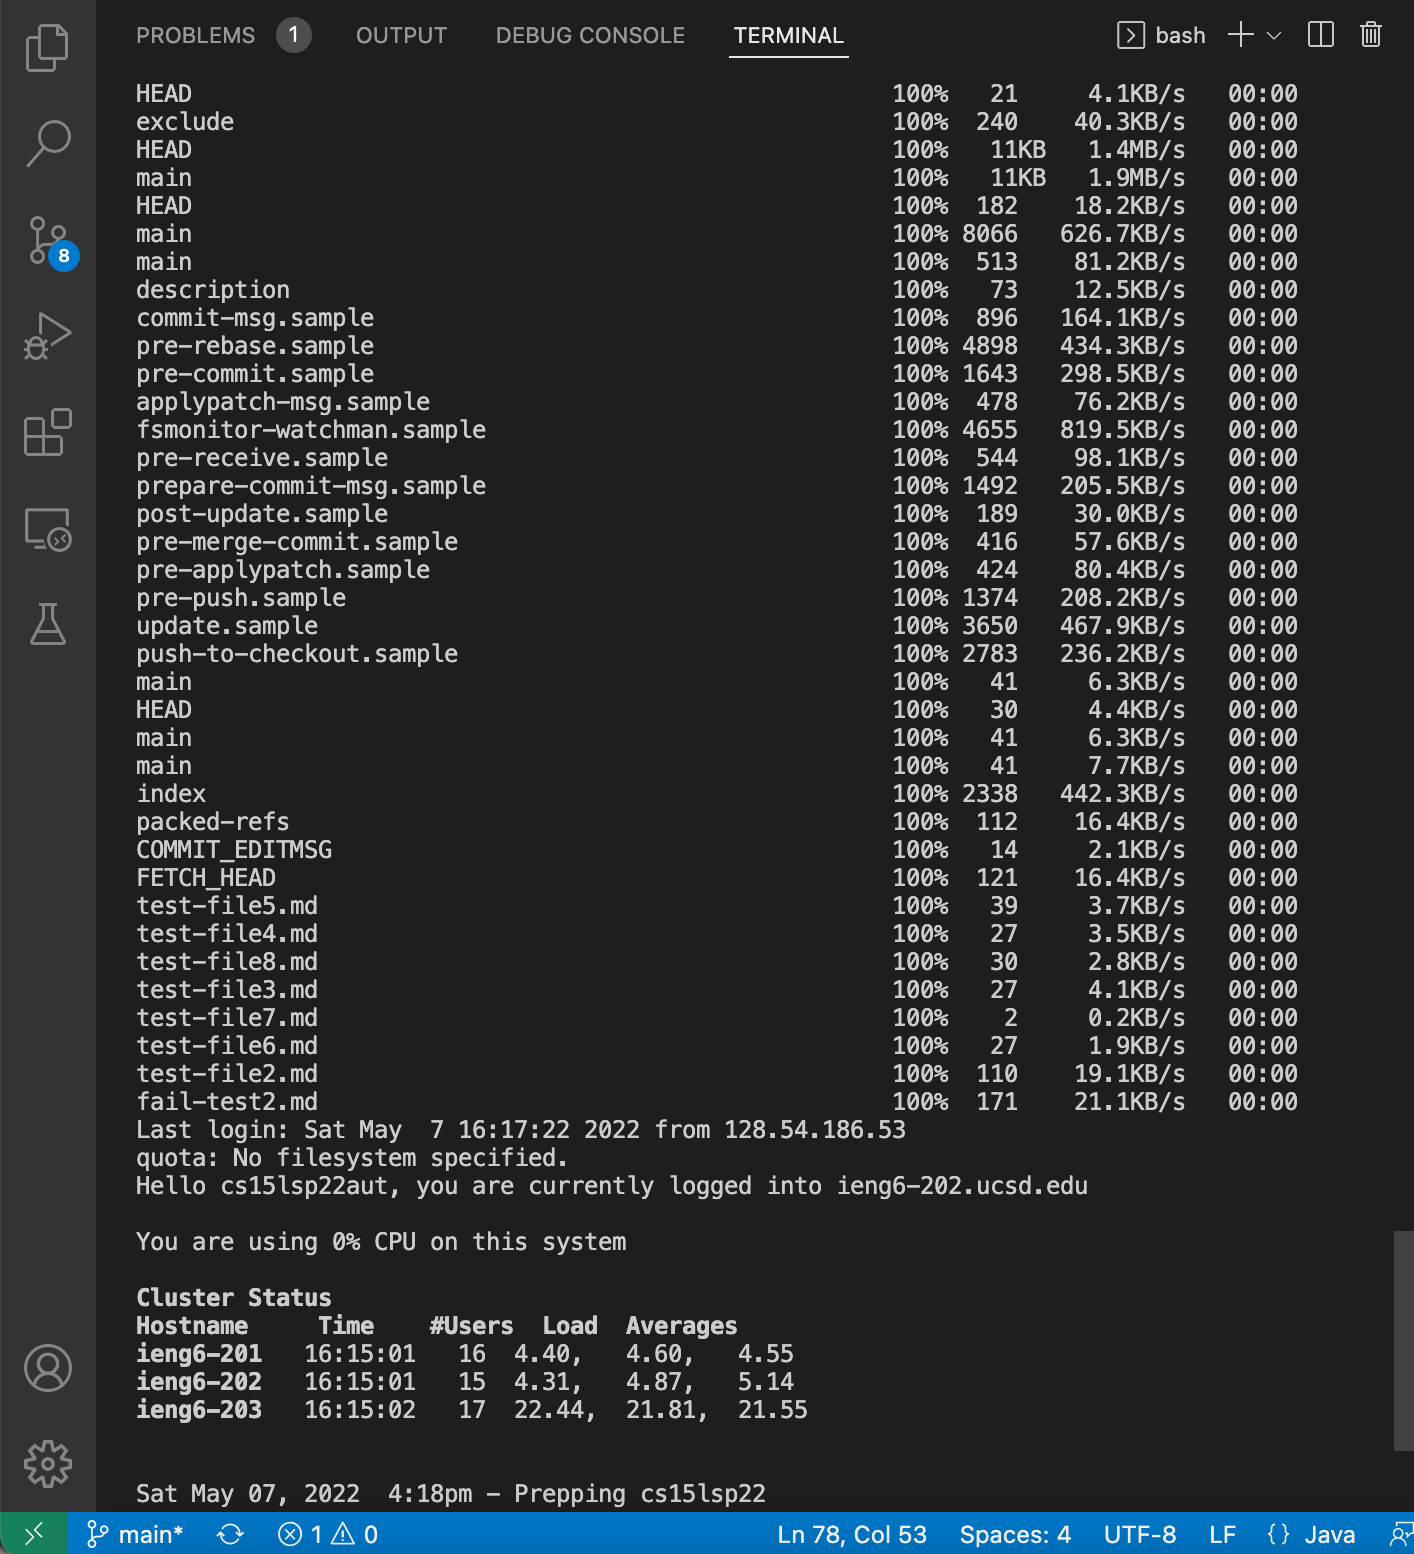 PROBLEMS 1 OUTPUT DEBUG CONSOLE TERMINAL bash
HEAD 100% 21 4.1KB/s 00:00
exclude 100% 240 40.3KB/s 00:00
HEAD 100% 11KB 1.4MB/s 00:00
main 100% 11KB 1.9MB/s 00:00
HEAD 100% 182 18.2KB/s 00:00
main 100% 8066 626.7KB/s 00:00
main 100% 513 81.2KB/s 00:00
description 100% 73 12.5KB/s 00:00
commit-msg.sample 100% 896 164.1KB/s 00:00
pre-rebase.sample 100% 4898 434.3KB/s 00:00
pre-commit.sample 100% 1643 298.5KB/s 00:00
applypatch-msg.sample 100% 478 76.2KB/s 00:00
fsmonitor-watchman.sample 100% 4655 819.5KB/s 00:00
pre-receive.sample 100% 544 98.1KB/s 00:00
prepare-commit-msg.sample 100% 1492 205.5KB/s 00:00
post-update.sample 100% 189 30.0KB/s 00:00
pre-merge-commit.sample 100% 416 57.6KB/s 00:00
pre-applypatch.sample 100% 424 80.4KB/s 00:00
pre-push.sample 100% 1374 208.2KB/s 00:00
update.sample 100% 3650 467.9KB/s 00:00
push-to-checkout.sample 100% 2783 236.2KB/s 00:00
main 100% 41 6.3KB/s 00:00
HEAD 100% 30 4.4KB/s 00:00
main 100% 41 6.3KB/s 00:00
main 100% 41 7.7KB/s 00:00
index 100% 2338 442.3KB/s 00:00
packed-refs 100% 112 16.4KB/s 00:00
COMMIT_EDITMSG 100% 14 2.1KB/s 00:00
FETCH_HEAD 100% 121 16.4KB/s 00:00
test-file5.md 100% 39 3.7KB/s 00:00
test-file4.md 100% 27 3.5KB/s 00:00
test-file8.md 100% 30 2.8KB/s 00:00
test-file3.md 100% 27 4.1KB/s 00:00
test-file7.md 100% 2 0.2KB/s 00:00
test-file6.md 100% 27 1.9KB/s 00:00
test-file2.md 100% 110 19.1KB/s 00:00
fail-test2.md 100% 171 21.1KB/s 00:00
Last login: Sat May  7 16:17:22 2022 from 128.54.186.53
quota: No filesystem specified.
Hello cs15lsp22aut, you are currently logged into ieng6-202.ucsd.edu
You are using 0% CPU on this system
Cluster Status
Hostname Time #Users Load Averages
ieng6-201 16:15:01 16 4.40, 4.60, 4.55
ieng6-202 16:15:01 15 4.31, 4.87, 5.14
ieng6-203 16:15:02 17 22.44, 21.81, 21.55
Sat May 07, 2022  4:18pm - Prepping cs15lsp22
8
main* 1 0 Ln 78, Col 53 Spaces: 4 UTF-8 LF {} Java